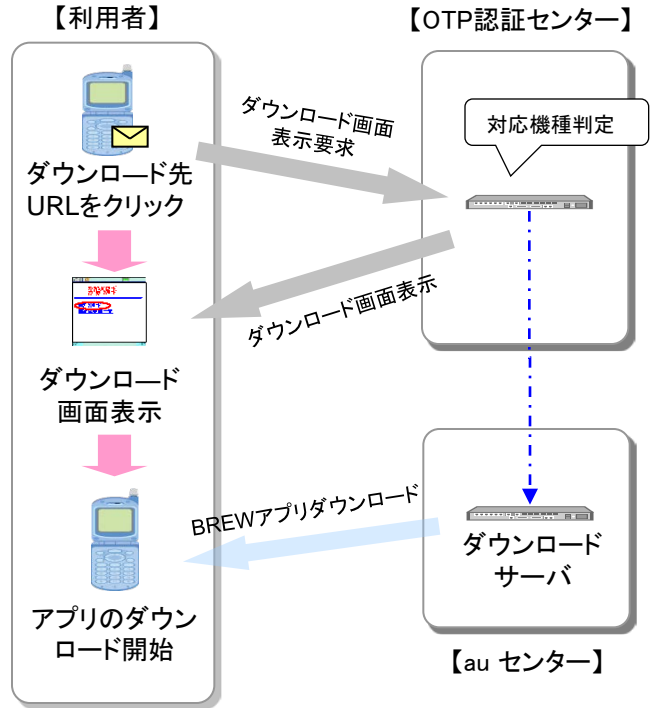 【利用者】
【OTP認証センター】
ダウンロード画面
表示要求
対応機種判定
ダウンロード先
URLをクリック
ダウンロード画面表示
ダウンロード
画面表示
BREWアプリダウンロード
ダウンロード
サーバ
アプリのダウン
ロード開始
【au センター】